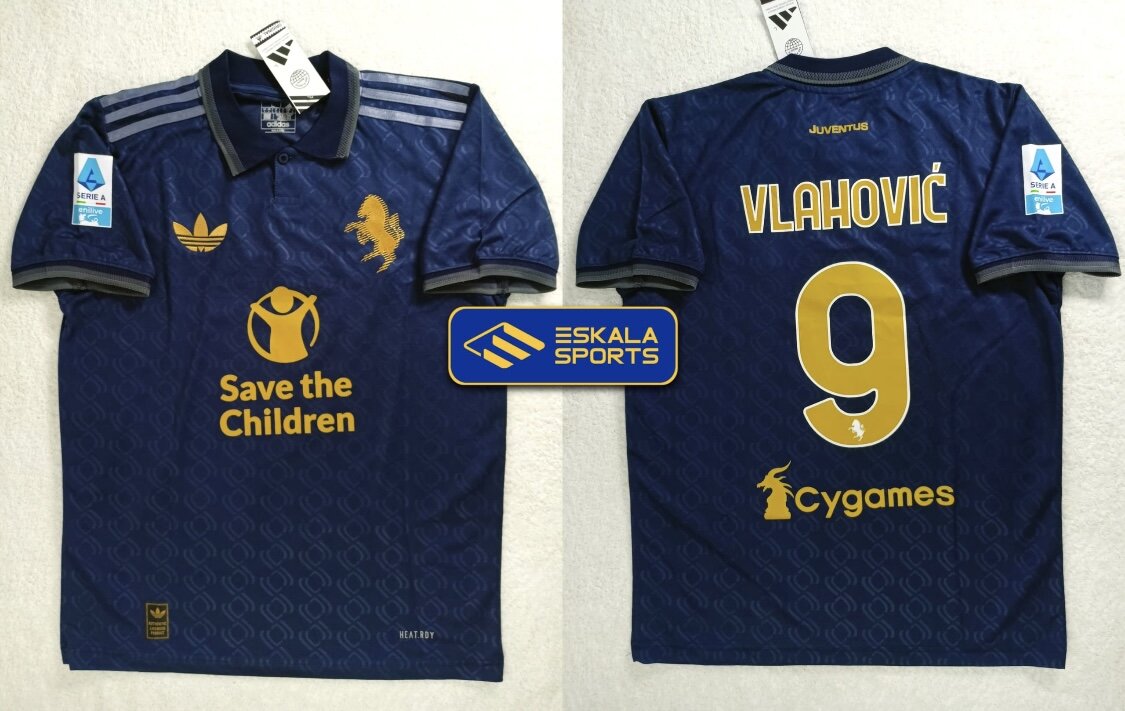 adidas
SERIE A
enilive
Save the
Children
HEAT.RDY
ESKALA
SPORTS
JUVENTUS
VLAHOVIĆ
SERIE A
enilive
9
Cygames